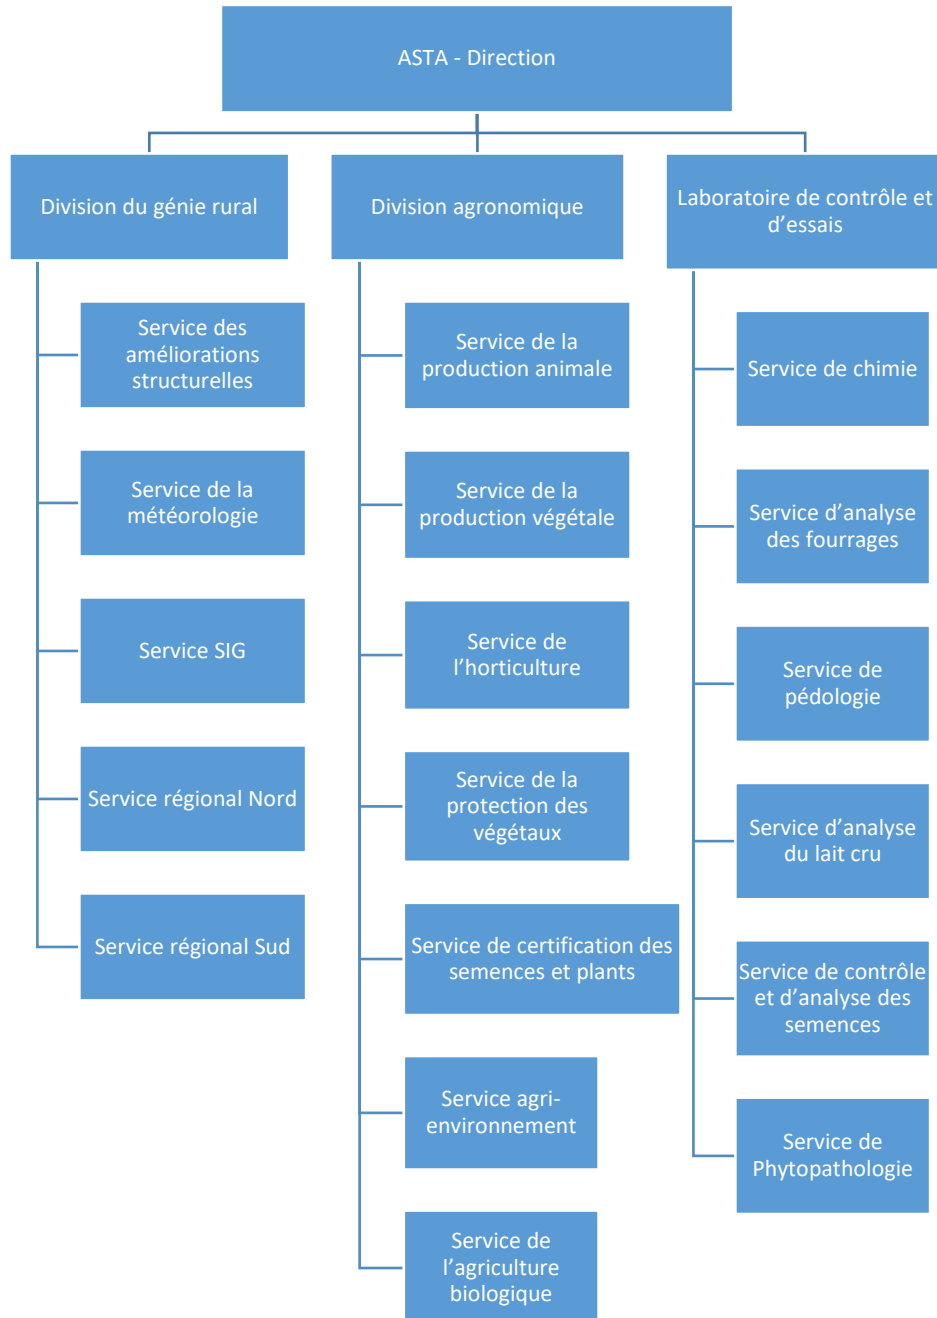 ASTA - Direction
Division du génie rural
Service des
améliorations
structurelles
Service de la
météorologie
Service SIG
Service régional Nord
Service régional Sud
Division agronomique
Service de la
production animale
Service de la
production végétale
Service de
l’horticulture
Service de la
protection des
végétaux
Service de certification des
semences et plants
Service agri-
environnement
Service de
l’agriculture
biologique
Laboratoire de contrôle et
d’essais
Service de chimie
Service d’analyse
des fourrages
Service de
pédologie
Service d’analyse
du lait cru
Service de contrôle
et d’analyse des
semences
Service de
Phytopathologie